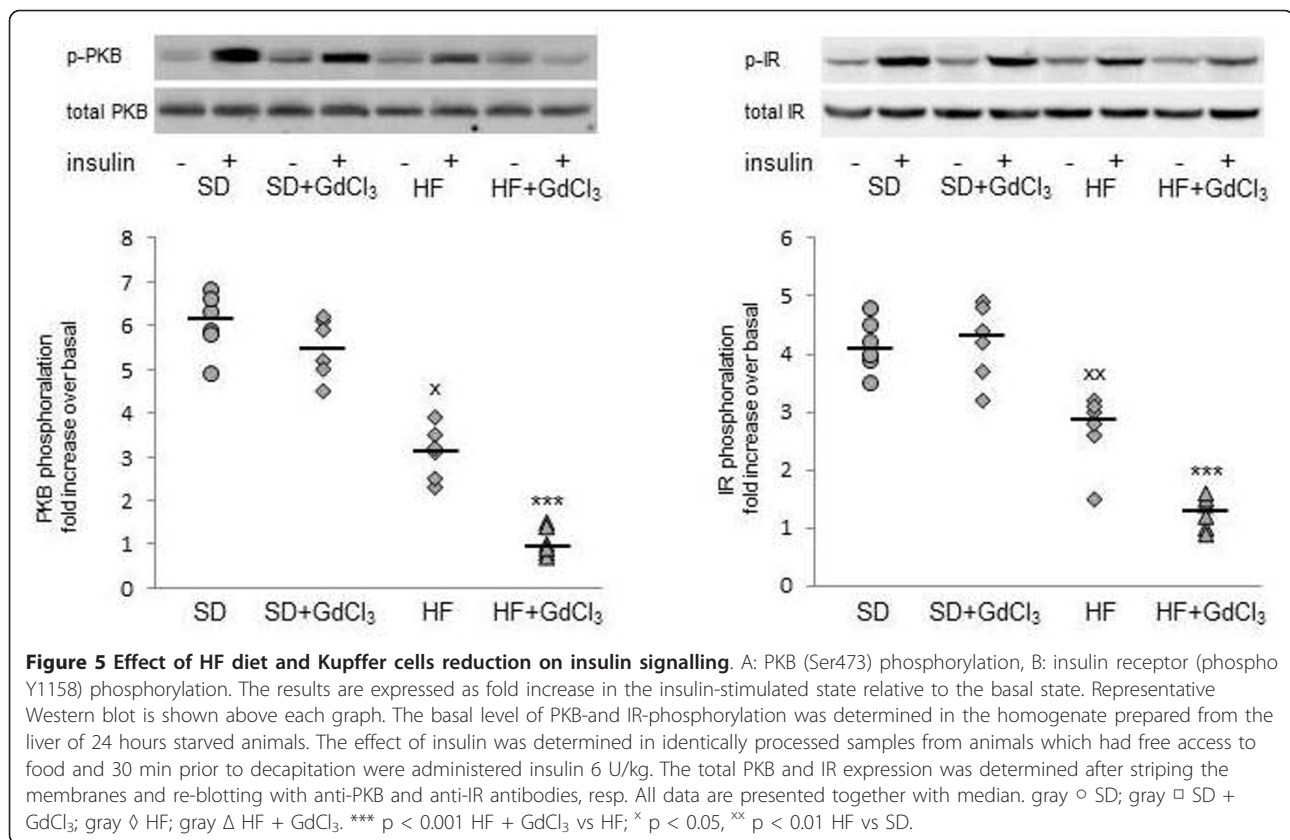 p-PKB
total PKB
insulin - + - + - + - +
SD SD+GdCl₃ HF HF+GdCl₃
PKB phosphoralation
fold increase over basal
8
7
6
5
4
3
2
1
0
x
***
SD SD+GdCl₃ HF HF+GdCl₃
p-IR
total IR
insulin - + - + - + - +
SD SD+GdCl₃ HF HF+GdCl₃
IR phosphoralation
fold increase over basal
6
5
4
3
2
1
0
xx
***
SD SD+GdCl₃ HF HF+GdCl₃
Figure 5 Effect of HF diet and Kupffer cells reduction on insulin signalling. A: PKB (Ser473) phosphorylation, B: insulin receptor (phospho
Y1158) phosphorylation. The results are expressed as fold increase in the insulin-stimulated state relative to the basal state. Representative
Western blot is shown above each graph. The basal level of PKB-and IR-phosphorylation was determined in the homogenate prepared from the
liver of 24 hours starved animals. The effect of insulin was determined in identically processed samples from animals which had free access to
food and 30 min prior to decapitation were administered insulin 6 U/kg. The total PKB and IR expression was determined after striping the
membranes and re-blotting with anti-PKB and anti-IR antibodies, resp. All data are presented together with median. gray ○ SD; gray □ SD +
GdCl₃; gray ◊ HF; gray Δ HF + GdCl₃. *** p < 0.001 HF + GdCl₃ vs HF; ˣ p < 0.05, ˣˣ p < 0.01 HF vs SD.